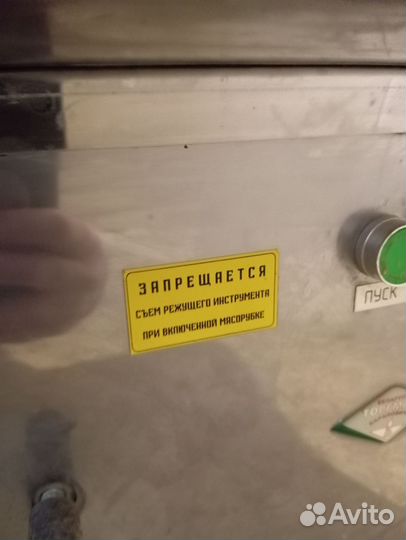 ЗАПРЕЩАЕТСЯ
СЪЕМ РЕЖУЩЕГО ИНСТРУМЕНТА
ПРИ ВКЛЮЧЕННОЙ МЯСОРУБКЕ
ПУСК
Avito